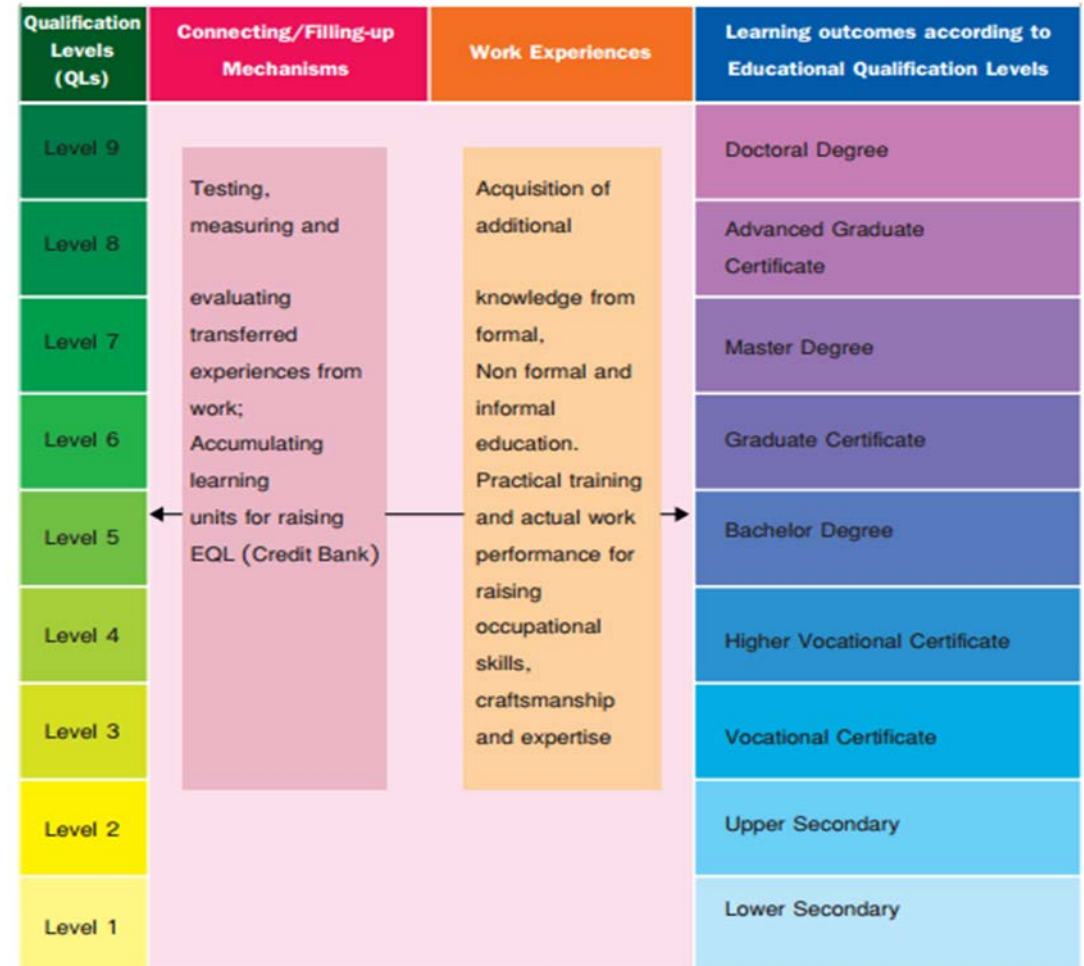 Qualification
Levels
(QLs)
Connecting/Filling-up
Mechanisms
Work Experiences
Learning outcomes according to
Educational Qualification Levels
Level 9
Level 8
Level 7
Level 6
Level 5
Level 4
Level 3
Level 2
Level 1
Testing,
measuring and
evaluating
transferred
experiences from
work;
Accumulating
learning
units for raising
EQL (Credit Bank)
Acquisition of
additional
knowledge from
formal,
Non formal and
informal
education.
Practical training
and actual work
performance for
raising
occupational
skills,
craftsmanship
and expertise
Doctoral Degree
Advanced Graduate
Certificate
Master Degree
Graduate Certificate
Bachelor Degree
Higher Vocational Certificate
Vocational Certificate
Upper Secondary
Lower Secondary